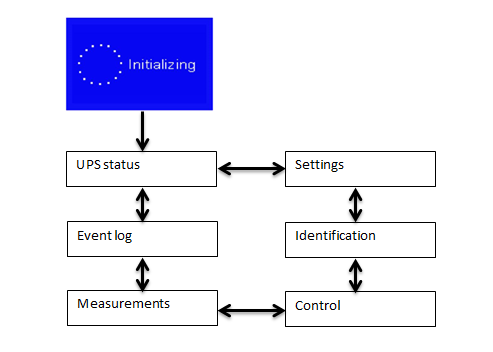 Initializing
UPS status
Settings
Event log
Identification
Measurements
Control